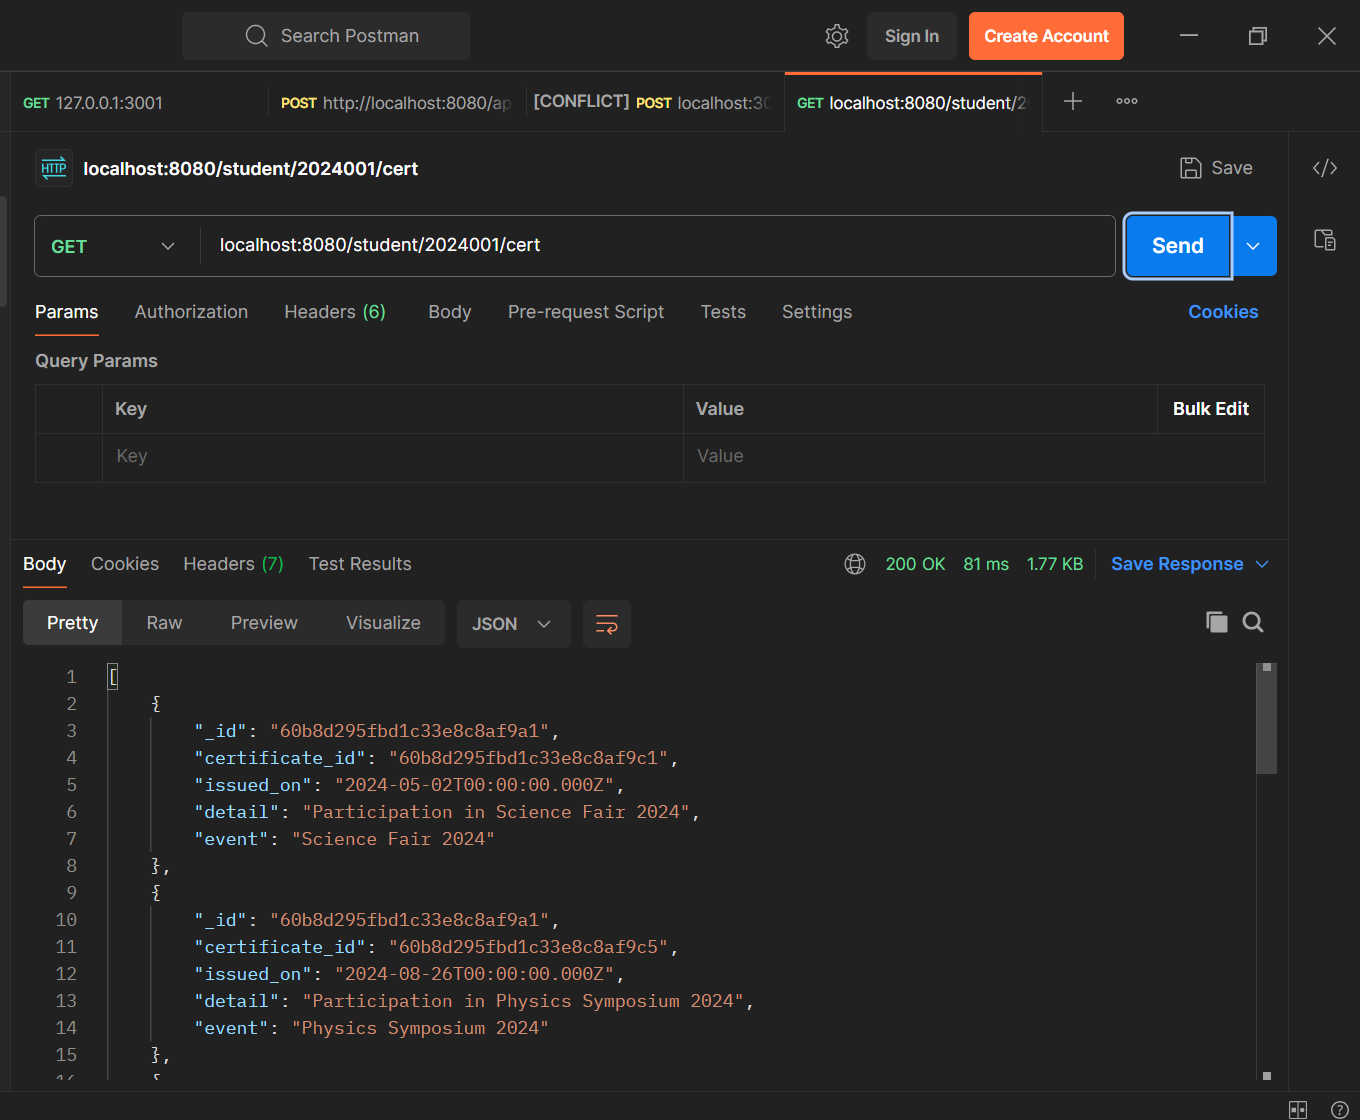 Search Postman
Sign In
Create Account
GET 127.0.0.1:3001
POST http://localhost:8080/ap
[CONFLICT] POST localhost:30
GET localhost:8080/student/2
HTTP localhost:8080/student/2024001/cert
Save
GET
localhost:8080/student/2024001/cert
Send
Params Authorization Headers (6) Body Pre-request Script Tests Settings Cookies
Query Params
Key Value Bulk Edit
Key Value
Body Cookies Headers (7) Test Results 200 OK 81 ms 1.77 KB Save Response
Pretty Raw Preview Visualize JSON
1 [
2 {
3 "_id": "60b8d295fbd1c33e8c8af9a1",
4 "certificate_id": "60b8d295fbd1c33e8c8af9c1",
5 "issued_on": "2024-05-02T00:00:00.000Z",
6 "detail": "Participation in Science Fair 2024",
7 "event": "Science Fair 2024"
8 },
9 {
10 "_id": "60b8d295fbd1c33e8c8af9a1",
11 "certificate_id": "60b8d295fbd1c33e8c8af9c5",
12 "issued_on": "2024-08-26T00:00:00.000Z",
13 "detail": "Participation in Physics Symposium 2024",
14 "event": "Physics Symposium 2024"
15 },
16 {